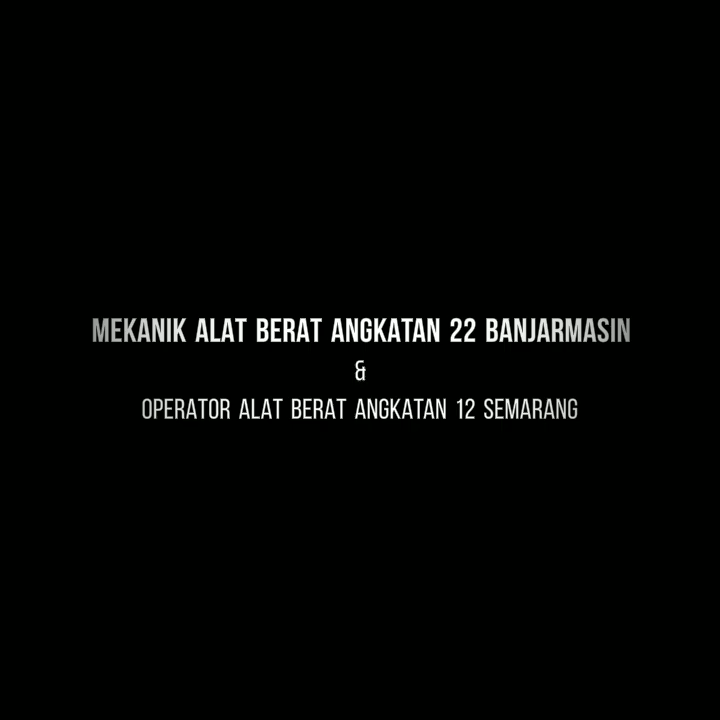 MEKANIK ALAT BERAT ANGKATAN 22 BANJARMASIN
&
OPERATOR ALAT BERAT ANGKATAN 12 SEMARANG